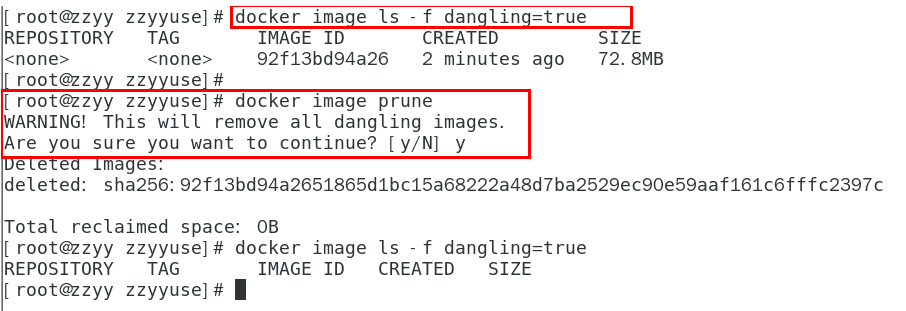 [root@zzyy zzyyuse]# docker image ls -f dangling=true
REPOSITORY   TAG       IMAGE ID       CREATED         SIZE
<none>       <none>    92f13bd94a26   2 minutes ago   72.8MB
[root@zzyy zzyyuse]#
[root@zzyy zzyyuse]# docker image prune
WARNING! This will remove all dangling images.
Are you sure you want to continue? [y/N] y
Deleted Images:
deleted: sha256:92f13bd94a2651865d1bc15a68222a48d7ba2529ec90e59aaf161c6fffc2397c
Total reclaimed space: 0B
[root@zzyy zzyyuse]# docker image ls -f dangling=true
REPOSITORY   TAG       IMAGE ID   CREATED   SIZE
[root@zzyy zzyyuse]#